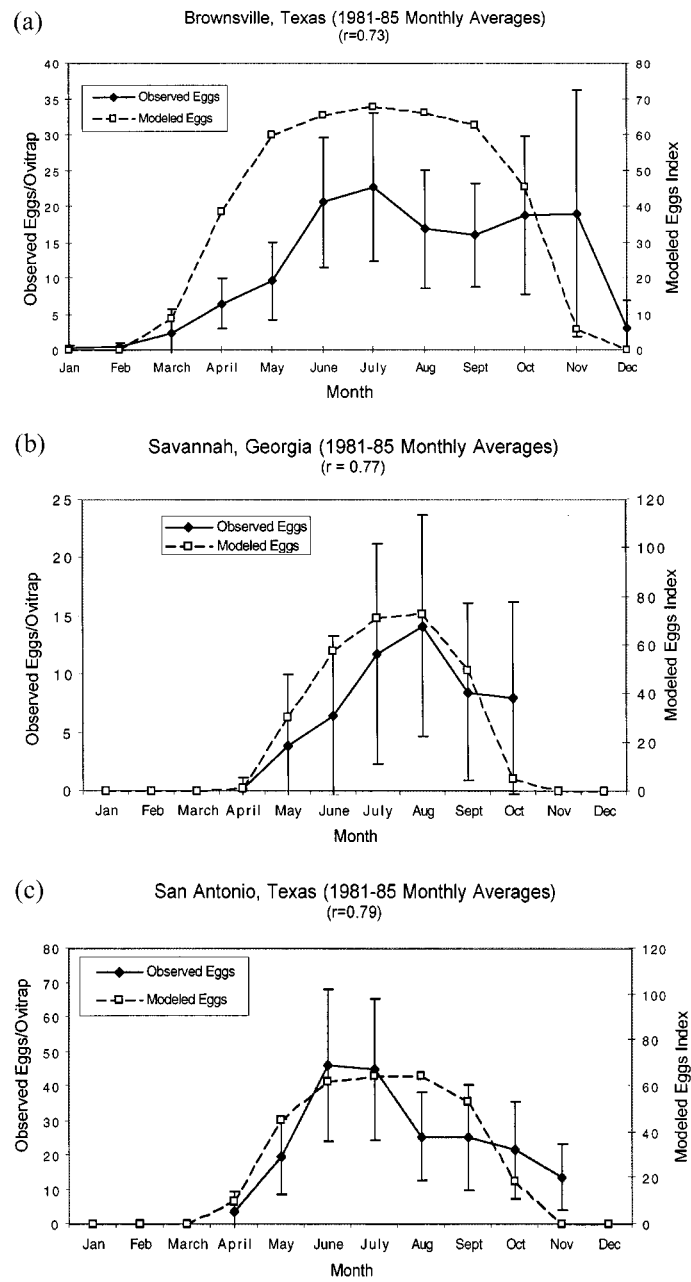 (a)
Brownsville, Texas (1981-85 Monthly Averages)
(r=0.73)
40
35
30
25
20
15
10
5
0
Observed Eggs/Ovitrap
Observed Eggs
Modeled Eggs
80
70
60
50
40
30
20
10
0
Modeled Eggs Index
Jan Feb March April May June July Aug Sept Oct Nov Dec
Month
(b)
Savannah, Georgia (1981-85 Monthly Averages)
(r = 0.77)
25
20
15
10
5
0
Observed Eggs/Ovitrap
Observed Eggs
Modeled Eggs
120
100
80
60
40
20
0
Modeled Eggs Index
Jan Feb March April May June July Aug Sept Oct Nov Dec
Month
(c)
San Antonio, Texas (1981-85 Monthly Averages)
(r=0.79)
80
70
60
50
40
30
20
10
0
Observed Eggs/Ovitrap
Observed Eggs
Modeled Eggs
120
100
80
60
40
20
0
Modeled Eggs Index
Jan Feb March April May June July Aug Sept Oct Nov Dec
Month